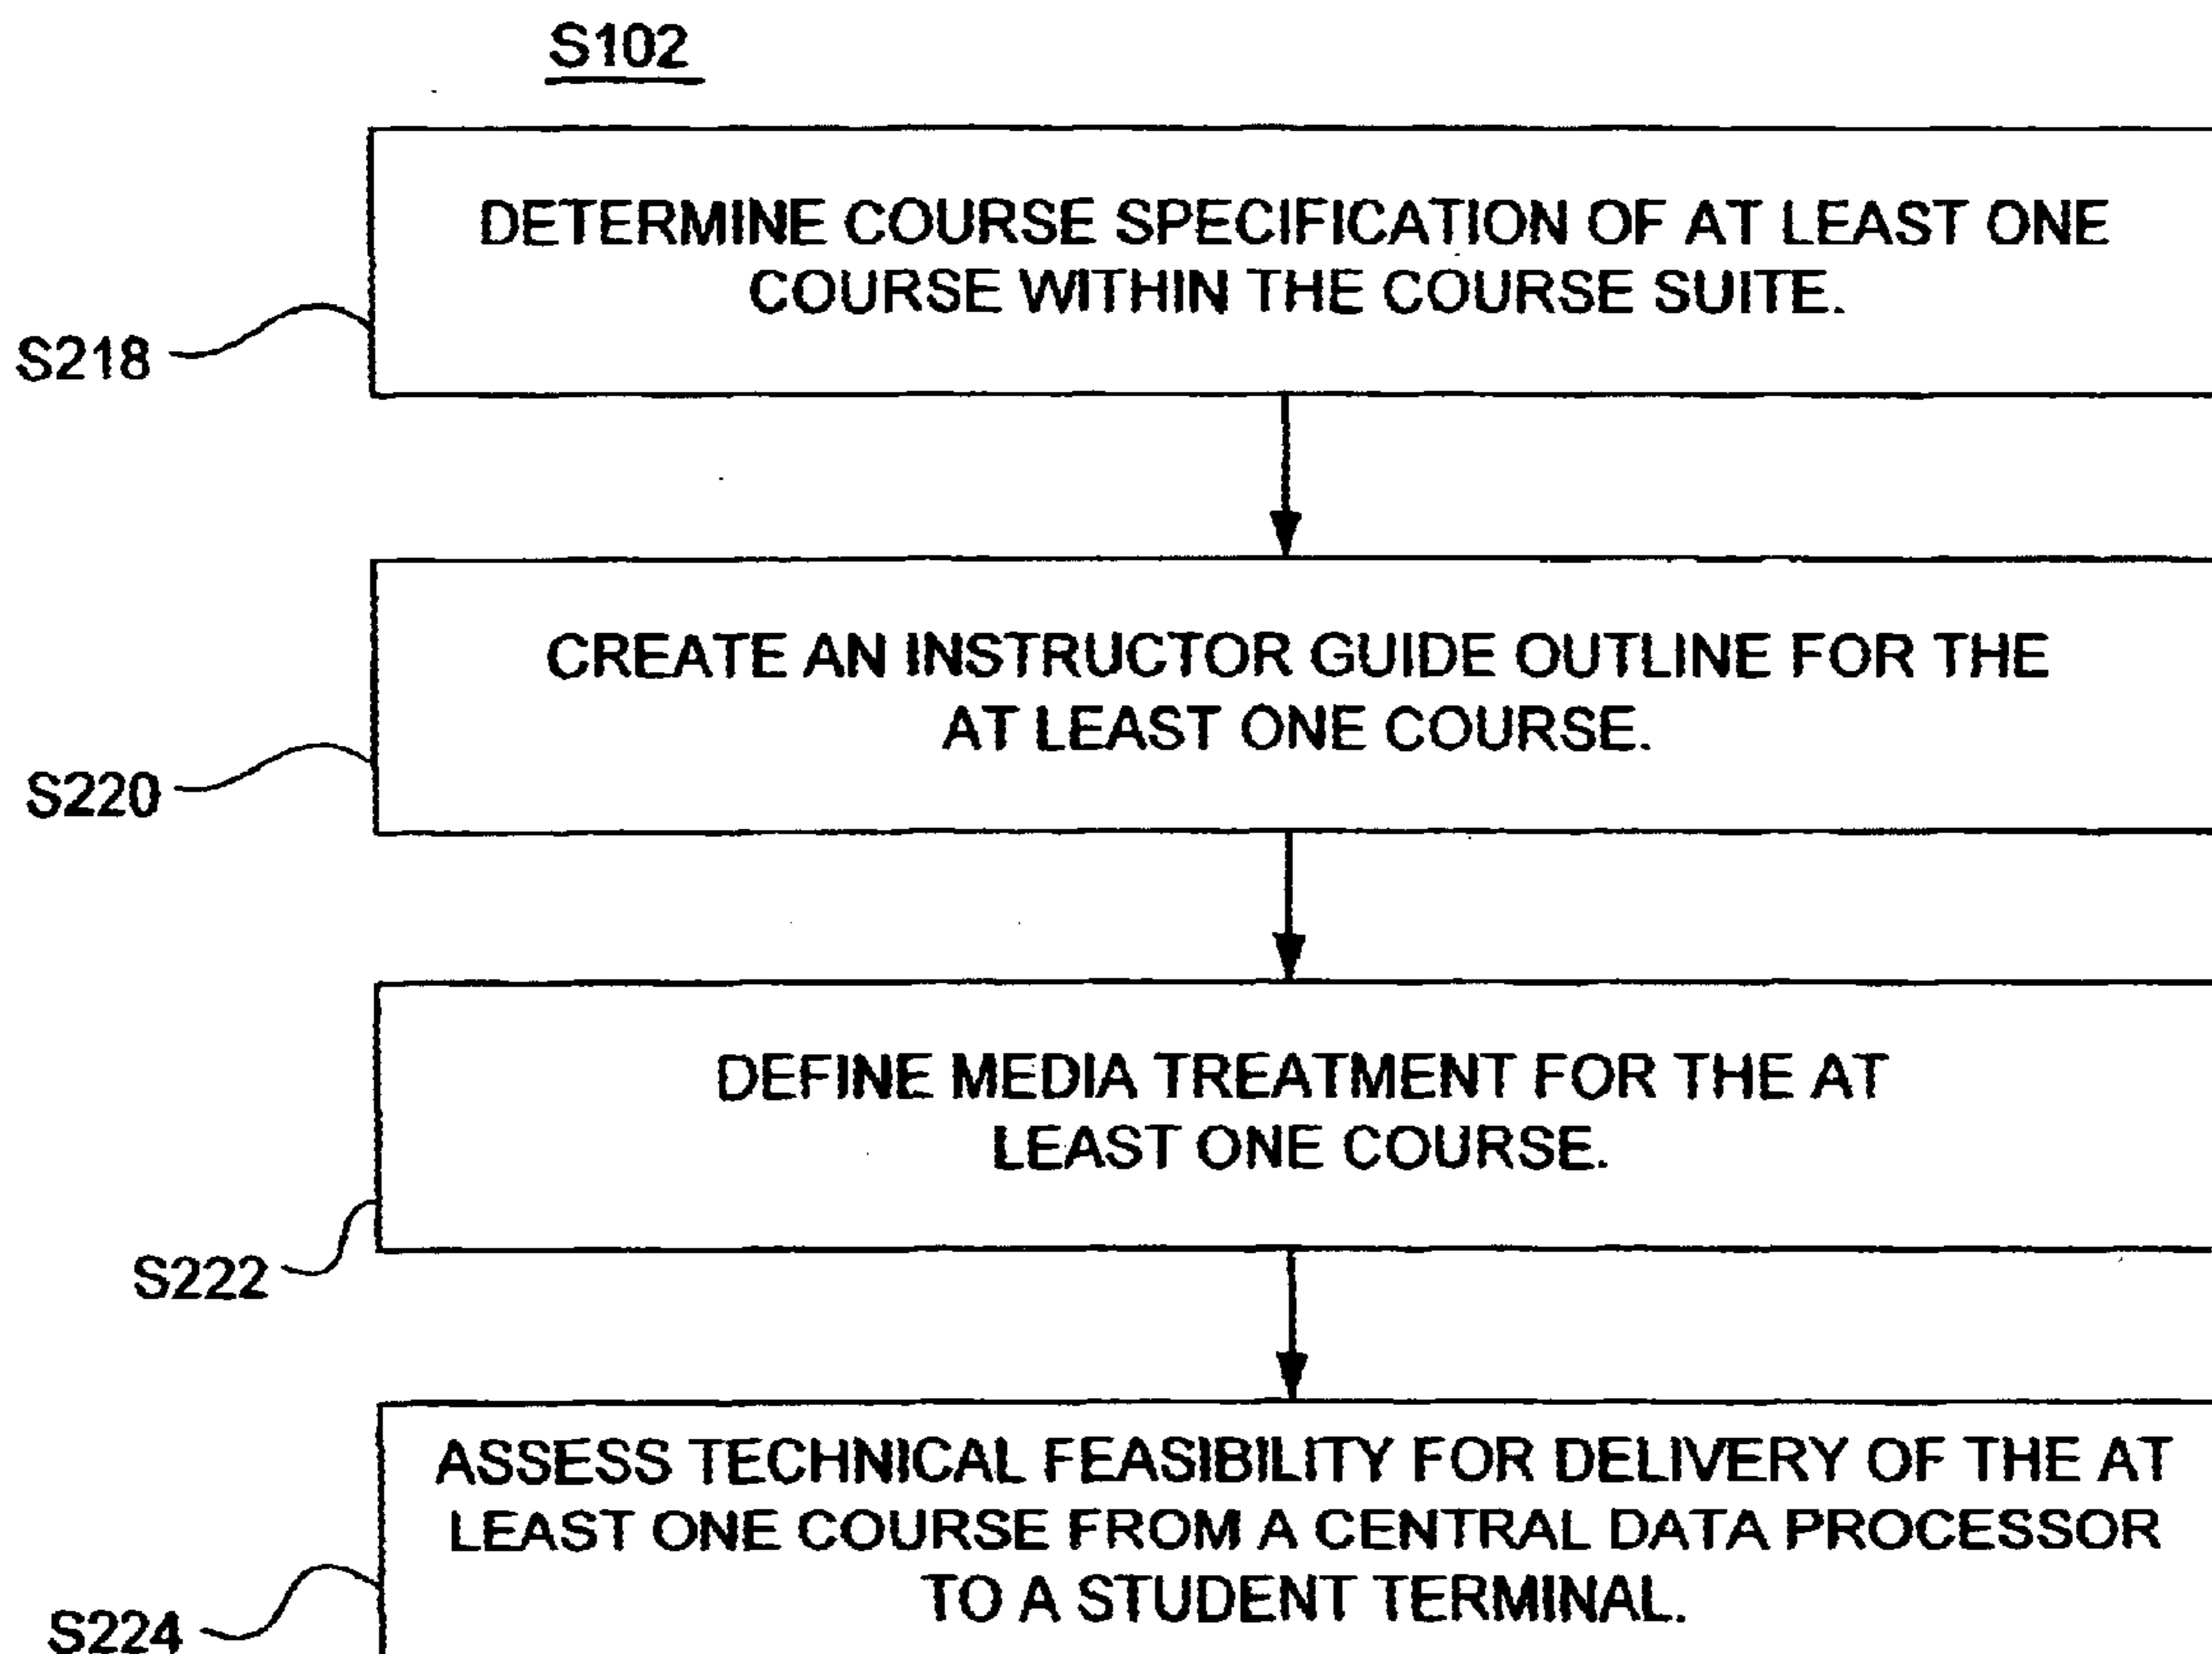 S102
DETERMINE COURSE SPECIFICATION OF AT LEAST ONE
COURSE WITHIN THE COURSE SUITE.
S218
CREATE AN INSTRUCTOR GUIDE OUTLINE FOR THE
AT LEAST ONE COURSE.
S220
DEFINE MEDIA TREATMENT FOR THE AT
LEAST ONE COURSE.
S222
ASSESS TECHNICAL FEASIBILITY FOR DELIVERY OF THE AT
LEAST ONE COURSE FROM A CENTRAL DATA PROCESSOR
TO A STUDENT TERMINAL.
S224